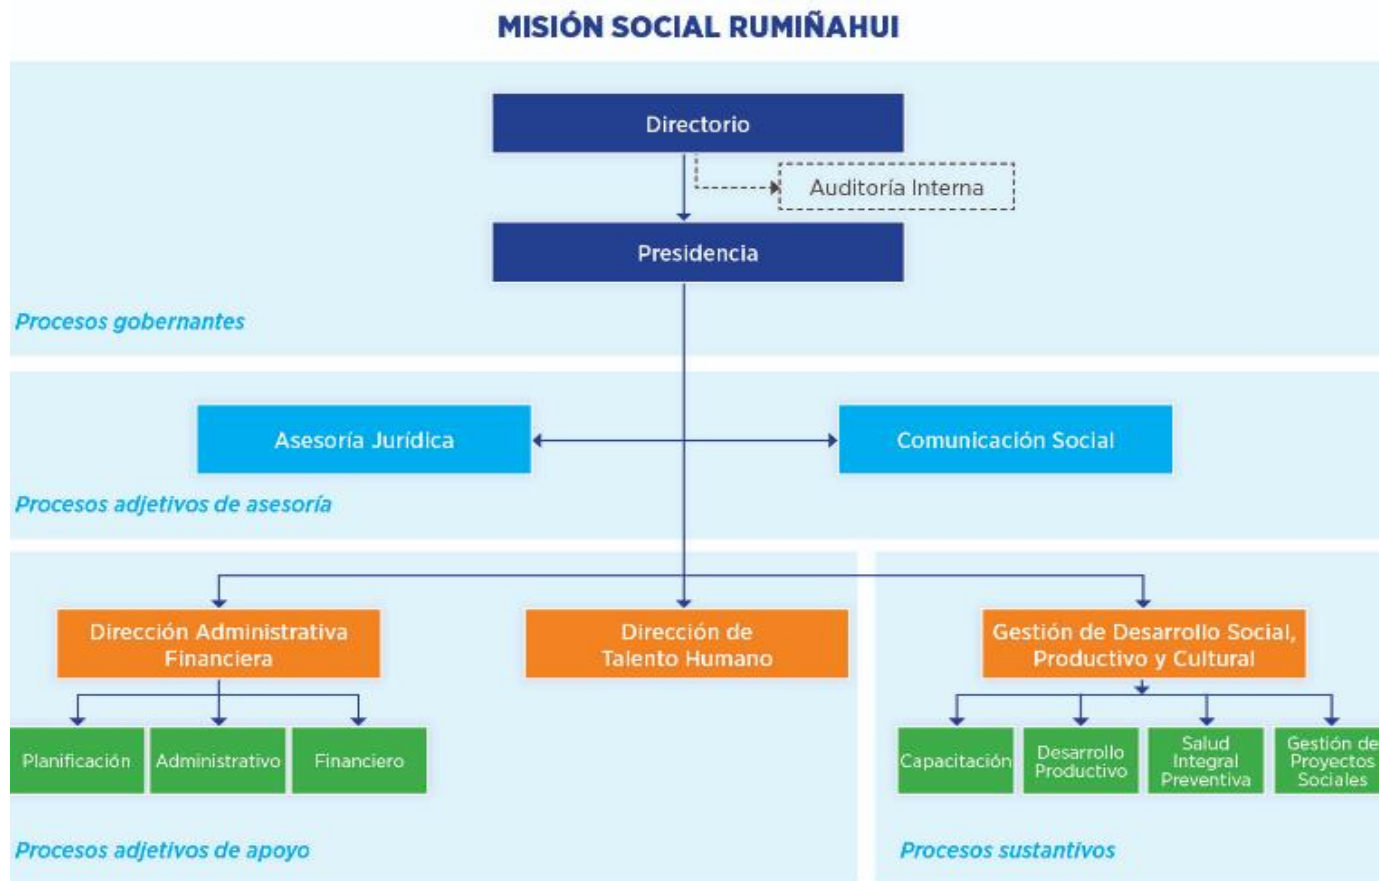 MISIÓN SOCIAL RUMIÑAHUI
Directorio
Auditoría Interna
Presidencia
Procesos gobernantes
Asesoría Jurídica
Comunicación Social
Procesos adjetivos de asesoría
Dirección Administrativa
Financiera
Dirección de
Talento Humano
Gestión de Desarrollo Social,
Productivo y Cultural
Planificación
Administrativo
Financiero
Capacitación
Desarrollo
Productivo
Salud
Integral
Preventiva
Gestión de
Proyectos
Sociales
Procesos adjetivos de apoyo
Procesos sustantivos